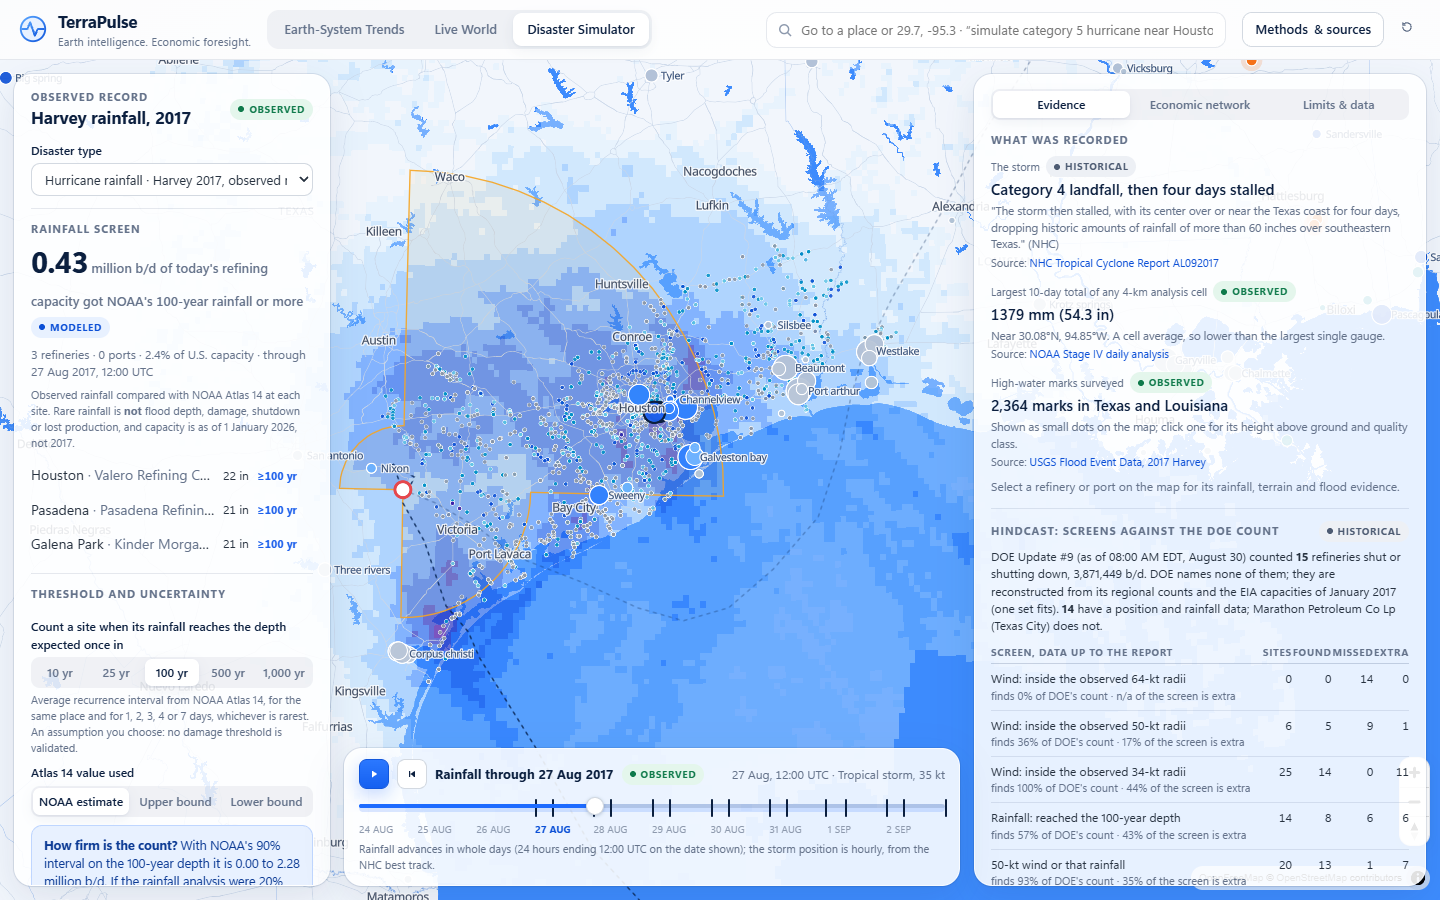 TerraPulse
Earth intelligence. Economic foresight.
Earth-System Trends
Live World
Disaster Simulator
Go to a place or 29.7, -95.3 · "simulate category 5 hurricane near Housto
Methods & sources
OBSERVED RECORD
Harvey rainfall, 2017
OBSERVED
Disaster type
Hurricane rainfall · Harvey 2017, observed r
RAINFALL SCREEN
0.43 million b/d of today's refining
capacity got NOAA's 100-year rainfall or more
MODELED
3 refineries · 0 ports · 2.4% of U.S. capacity · through
27 Aug 2017, 12:00 UTC
Observed rainfall compared with NOAA Atlas 14 at each
site. Rare rainfall is not flood depth, damage, shutdown
or lost production, and capacity is as of 1 January 2026,
not 2017.
Houston · Valero Refining C... 22 in ≥100 yr
Pasadena · Pasadena Refinin... 21 in ≥100 yr
Galena Park · Kinder Morga... 21 in ≥100 yr
THRESHOLD AND UNCERTAINTY
Count a site when its rainfall reaches the depth
expected once in
10 yr 25 yr 100 yr 500 yr 1,000 yr
Average recurrence interval from NOAA Atlas 14, for the
same place and for 1, 2, 3, 4 or 7 days, whichever is rarest.
An assumption you choose: no damage threshold is
validated.
Atlas 14 value used
NOAA estimate Upper bound Lower bound
How firm is the count? With NOAA's 90%
interval on the 100-year depth it is 0.00 to 2.28
million b/d. If the rainfall analysis were 20%
Abilene
Big spring
TEXAS
Piedras Negras
Nuevo Laredo
Falfurrias
Tyler
Vicksburg
Waco
Nacogdoches
Lufkin
Alexandria
Killeen
Huntsville
Silsbee
Conroe
Austin
Westlake
Beaumont
Port arthur
Channelview
Houston
San antonio
Nixon
Galveston bay
Sweeny
Bay City
Victoria
Port Lavaca
Three rivers
Corpus christi
Kingsville
Matamoros
Sandersville
Hattiesburg
Biloxi
Pascagoula
Garyville
Chalmette
Rainfall through 27 Aug 2017
OBSERVED
27 Aug, 12:00 UTC · Tropical storm, 35 kt
24 AUG 25 AUG 26 AUG 27 AUG 28 AUG 29 AUG 30 AUG 31 AUG 1 SEP 2 SEP
Rainfall advances in whole days (24 hours ending 12:00 UTC on the date shown); the storm position is hourly, from the
NHC best track.
Evidence
Economic network
Limits & data
WHAT WAS RECORDED
The storm HISTORICAL
Category 4 landfall, then four days stalled
"The storm then stalled, with its center over or near the Texas coast for four days,
dropping historic amounts of rainfall of more than 60 inches over southeastern
Texas." (NHC)
Source: NHC Tropical Cyclone Report AL092017
Largest 10-day total of any 4-km analysis cell OBSERVED
1379 mm (54.3 in)
Near 30.08°N, 94.85°W. A cell average, so lower than the largest single gauge.
Source: NOAA Stage IV daily analysis
High-water marks surveyed OBSERVED
2,364 marks in Texas and Louisiana
Shown as small dots on the map; click one for its height above ground and quality
class.
Source: USGS Flood Event Data, 2017 Harvey
Select a refinery or port on the map for its rainfall, terrain and flood evidence.
HINDCAST: SCREENS AGAINST THE DOE COUNT HISTORICAL
DOE Update #9 (as of 08:00 AM EDT, August 30) counted 15 refineries shut or
shutting down, 3,871,449 b/d. DOE names none of them; they are
reconstructed from its regional counts and the EIA capacities of January 2017
(one set fits). 14 have a position and rainfall data; Marathon Petroleum Co Lp
(Texas City) does not.
SCREEN, DATA UP TO THE REPORT SITES FOUND MISSED EXTRA
Wind: inside the observed 64-kt radii 0 0 14 0
finds 0% of DOE's count · n/a of the screen is extra
Wind: inside the observed 50-kt radii 6 5 9 1
finds 36% of DOE's count · 17% of the screen is extra
Wind: inside the observed 34-kt radii 25 14 0 11
finds 100% of DOE's count · 44% of the screen is extra
Rainfall: reached the 100-year depth 14 8 6 6
finds 57% of DOE's count · 43% of the screen is extra
50-kt wind or that rainfall 20 13 1 7
finds 93% of DOE's count · 35% of the screen is extra
© OpenStreetMap contributors